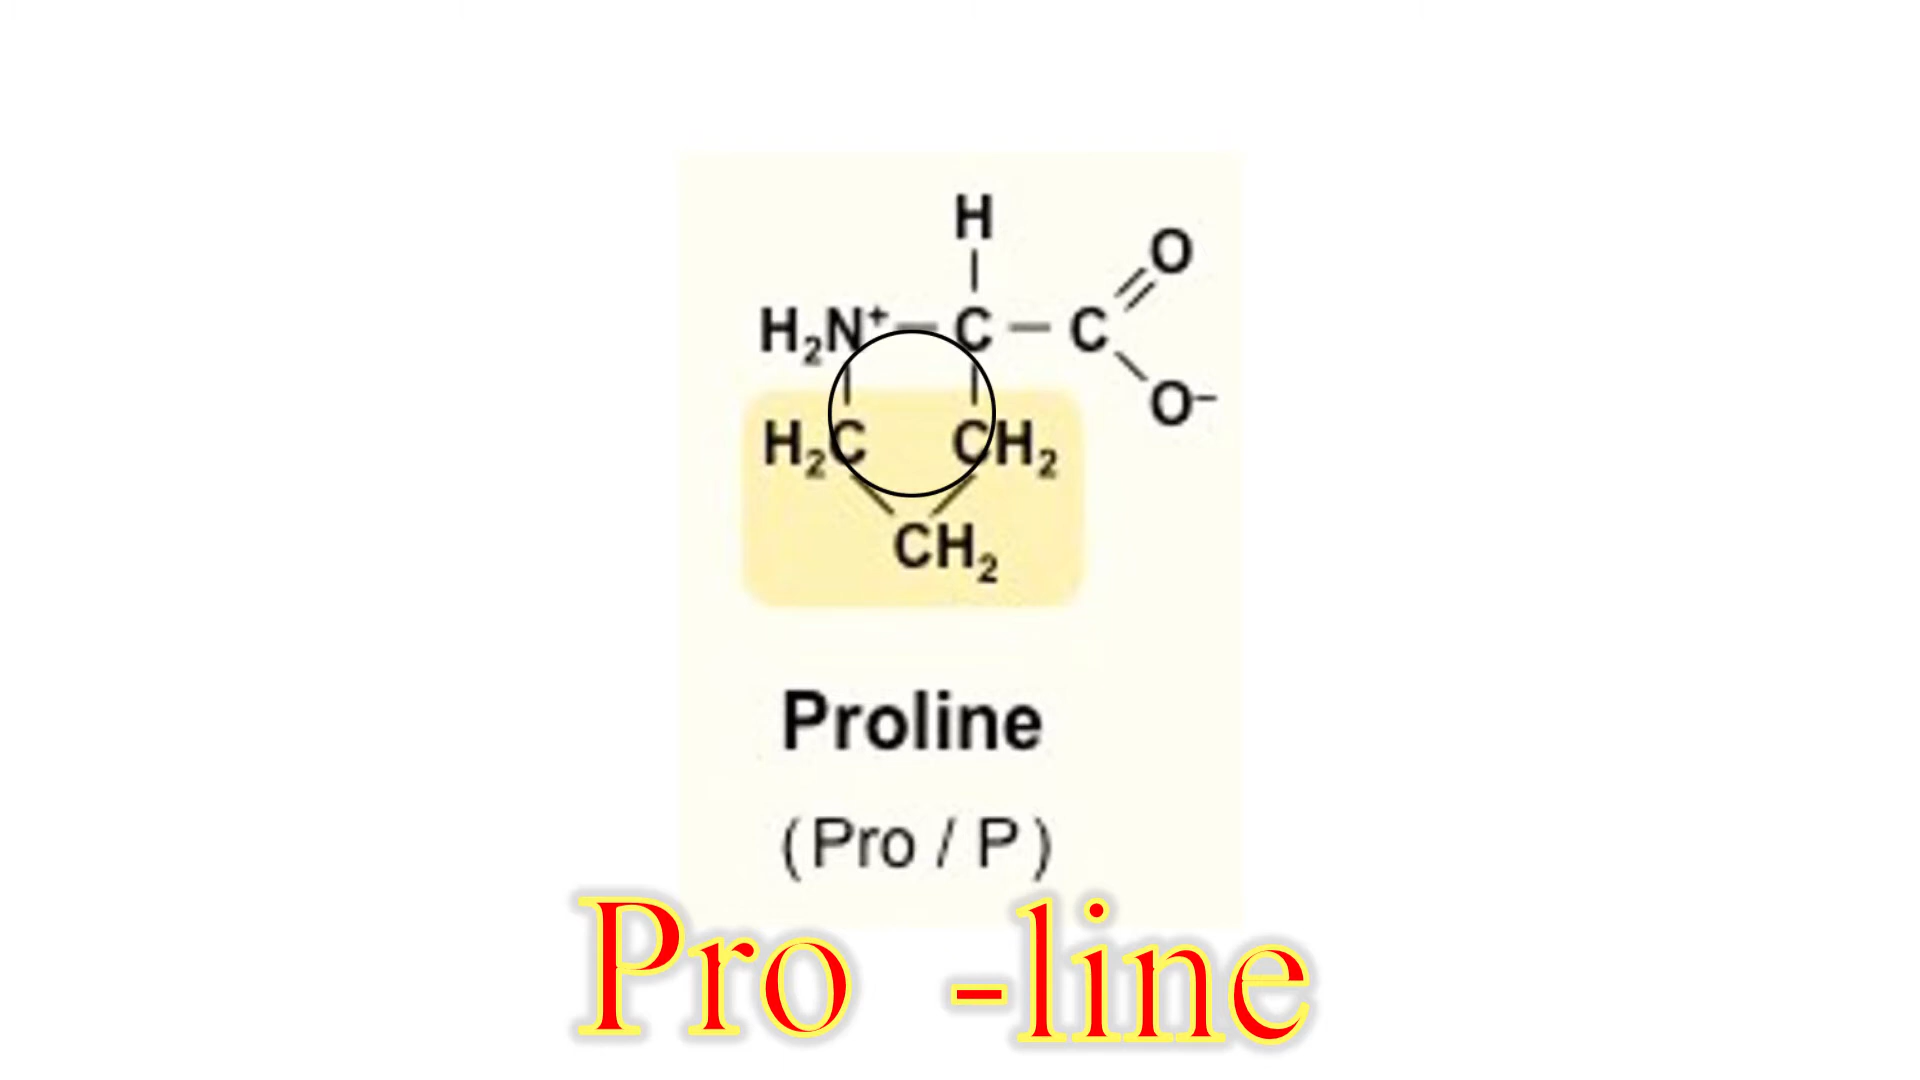 H
O
H₂N⁺ – C – C
O⁻
H₂C CH₂
CH₂
Proline
(Pro / P)
Pro -line